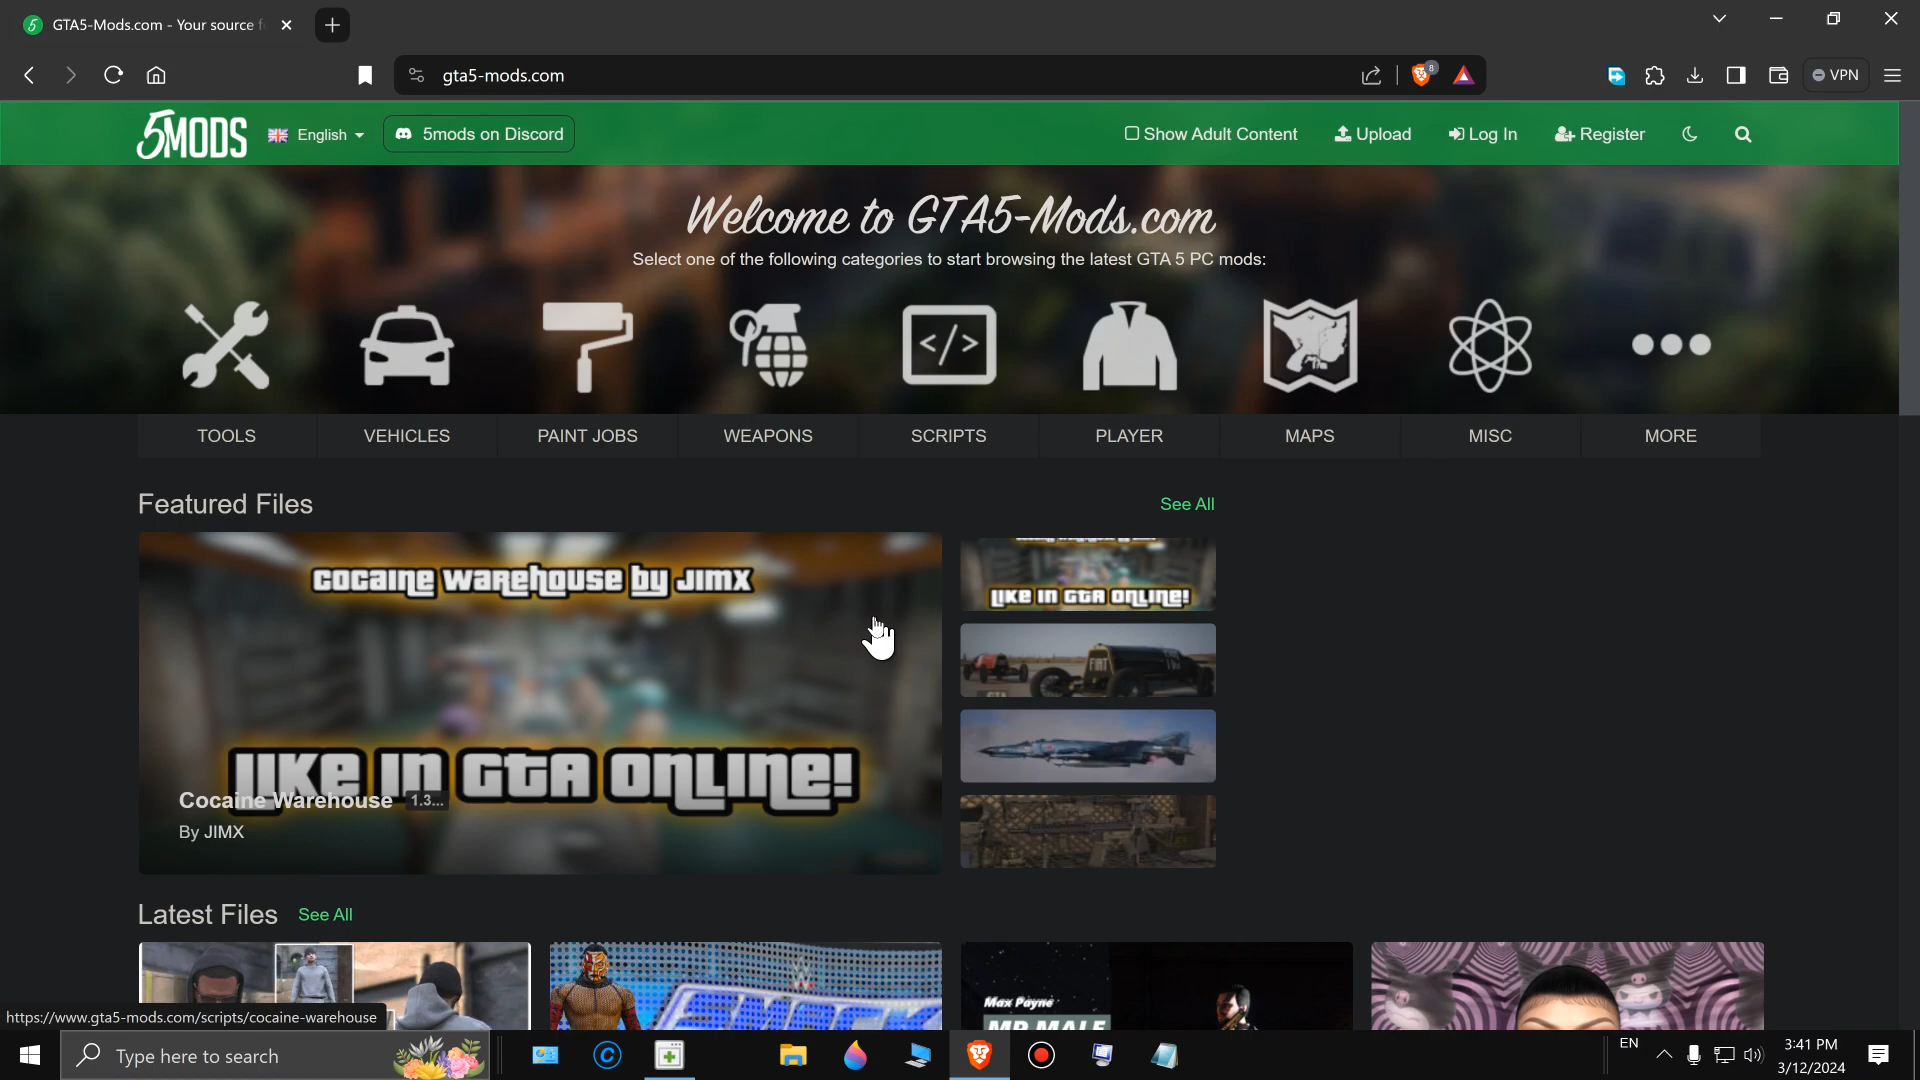 GTA5-Mods.com - Your source f
gta5-mods.com
8
VPN
5MODS
English
5mods on Discord
Show Adult Content
Upload
Log In
Register
Welcome to GTA5-Mods.com
Select one of the following categories to start browsing the latest GTA 5 PC mods:
TOOLS
VEHICLES
PAINT JOBS
WEAPONS
SCRIPTS
PLAYER
MAPS
MISC
MORE
Featured Files
See All
Cocaine Warehouse by JIMX
LIKE IN GTA ONLINE!
Cocaine Warehouse 1.3...
By JIMX
LIKE IN GTA ONLINE!
FIAT
Latest Files
See All
Max Payne
MP MALE
https://www.gta5-mods.com/scripts/cocaine-warehouse
Type here to search
EN
3:41 PM
3/12/2024